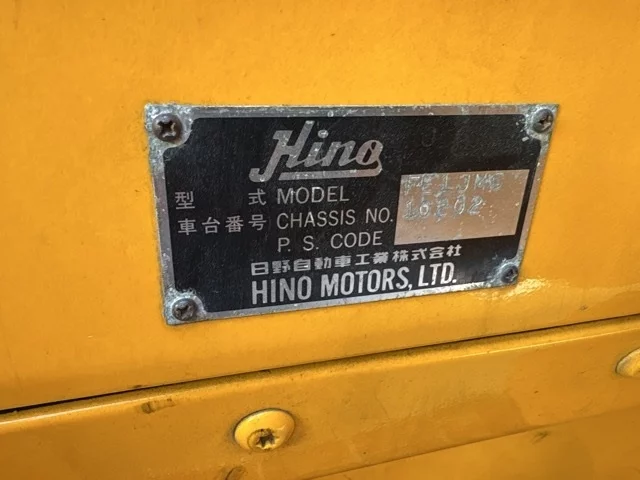 Hino
型 式 MODEL
車台番号 CHASSIS NO.
P. S. CODE
日野自動車工業株式会社
HINO MOTORS, LTD.